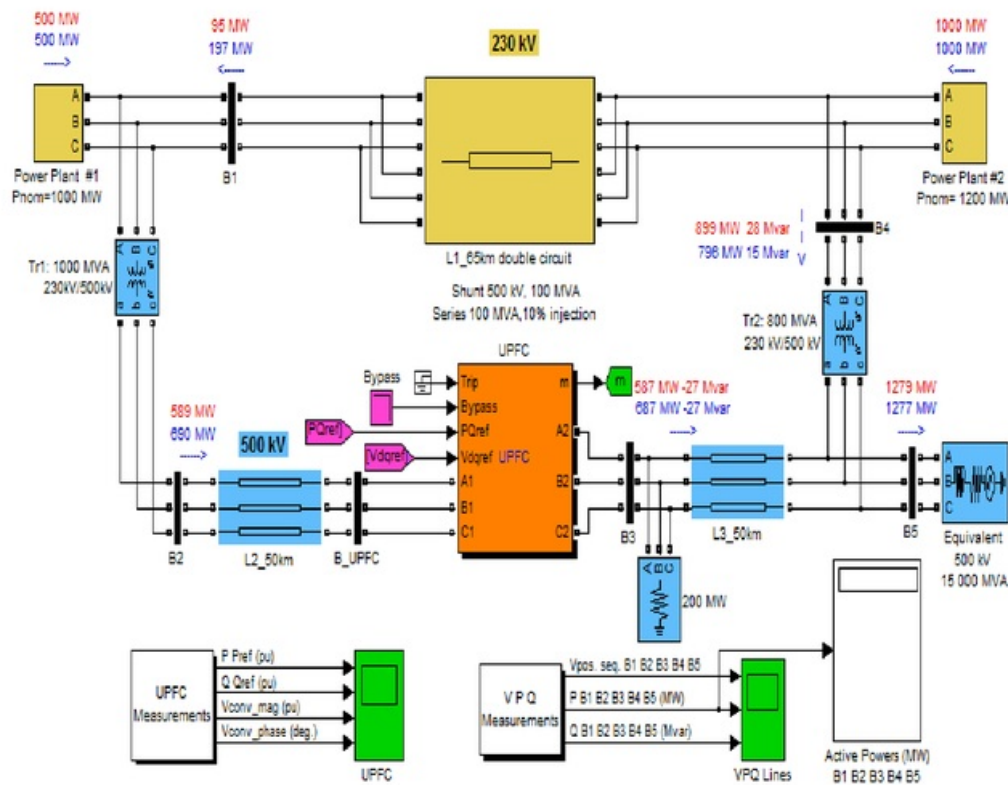 500 MW
500 MW
---->
95 MW
197 MW
<----
230 kV
1000 MW
1000 MW
<----
A
B
C
Power Plant #1
Pnom=1000 MW
B1
L1_65km double circuit
A
B
C
Power Plant #2
Pnom= 1200 MW
899 MW 28 Mvar
796 MW 15 Mvar
B4
Tr1: 1000 MVA
230kV/500kV
A B C
a b c
Shunt 500 kV, 100 MVA
Series 100 MVA,10% injection
Tr2: 800 MVA
230 kV/500 kV
A B C
a b c
UPFC
Bypass
Trip
Bypass
PQref
Vdqref
UPFC
A1
B1
C1
m
A2
B2
C2
m
PQref]
[Vdqref]
589 MW
690 MW
---->
500 kV
587 MW -27 Mvar
687 MW -27 Mvar
---->
1279 MW
1277 MW
---->
B2
L2_50km
B_UPFC
B3
L3_50km
B5
A
B
C
Equivalent
500 kV
15 000 MVA
A B C
200 MW
UPFC
Measurements
P Pref (pu)
Q Qref (pu)
Vconv_mag (pu)
Vconv_phase (deg.)
UPFC
V P Q
Measurements
Vpos. seq. B1 B2 B3 B4 B5
P B1 B2 B3 B4 B5 (MW)
Q B1 B2 B3 B4 B5 (Mvar)
VPQ Lines
Active Powers (MW)
B1 B2 B3 B4 B5